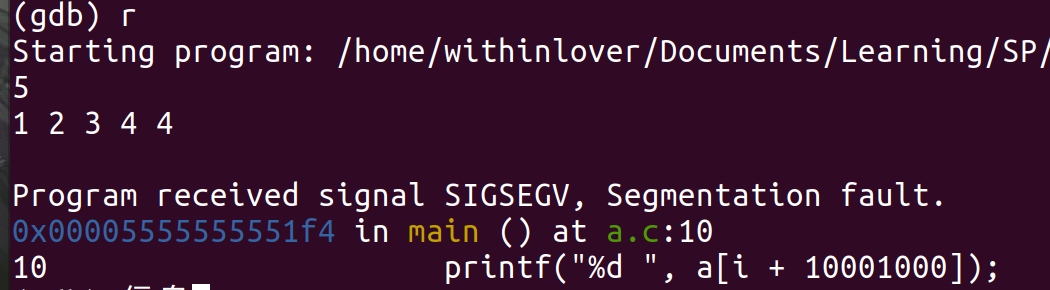 (gdb) r
Starting program: /home/withinlover/Documents/Learning/SP/
5
1 2 3 4 4
Program received signal SIGSEGV, Segmentation fault.
0x00005555555551f4 in main () at a.c:10
10 printf("%d ", a[i + 10001000]);